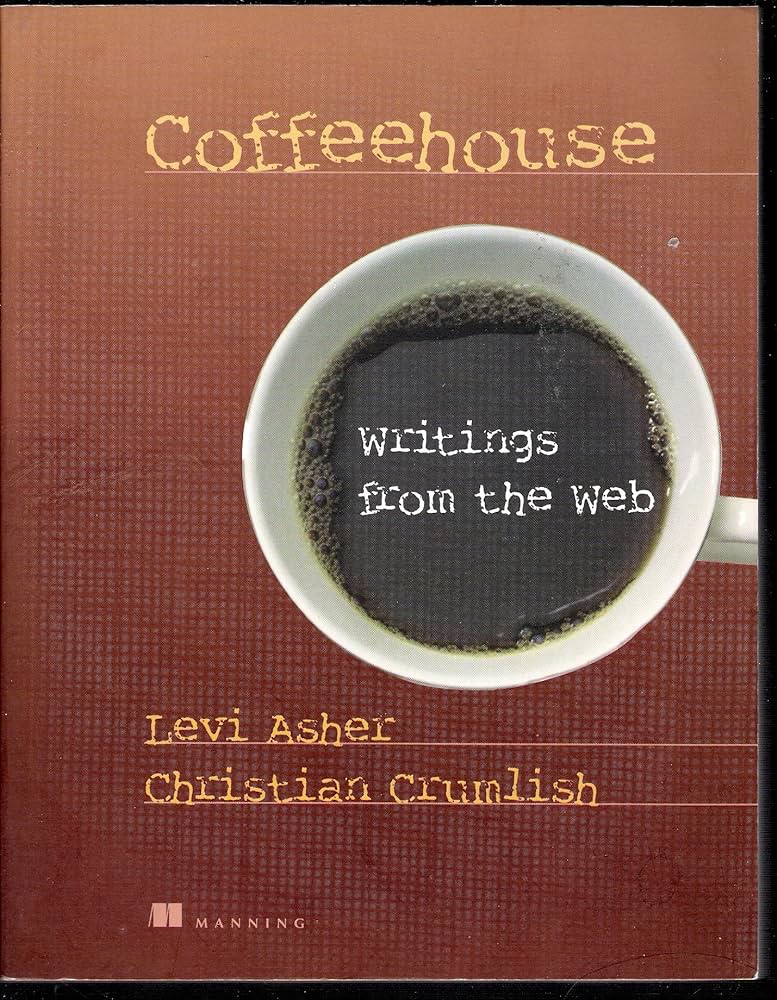 Coffeehouse
Writings
from the Web
Levi Asher
Christian Crumlish
MANNING